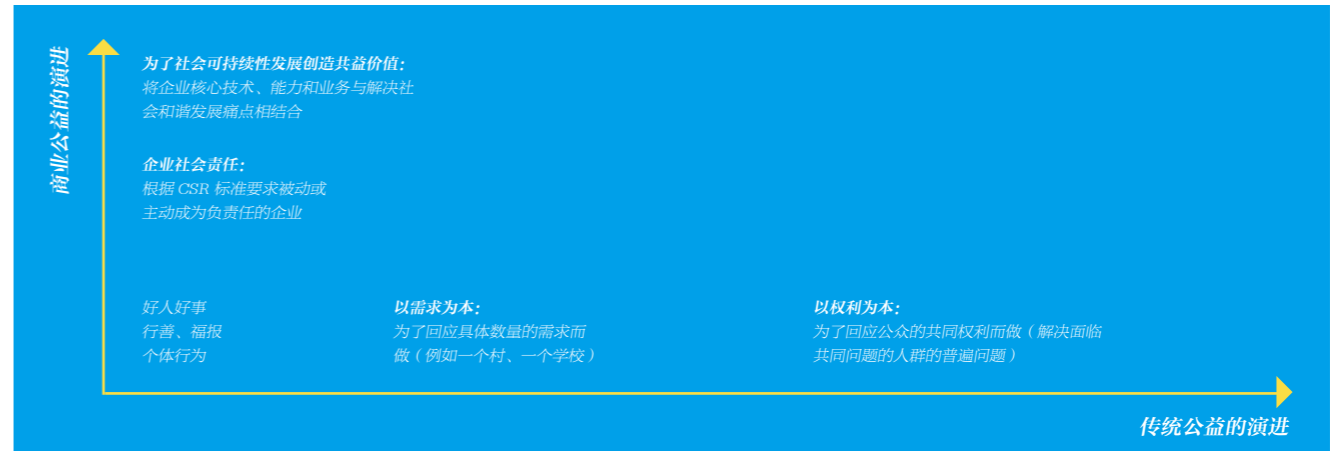 商业公益的演进
为了社会可持续性发展创造共益价值：
将企业核心技术、能力和业务与解决社
会和谐发展痛点相结合
企业社会责任：
根据 CSR 标准要求被动或
主动成为负责任的企业
好人好事
行善、福报
个体行为
以需求为本：
为了回应具体数量的需求而
做（例如一个村、一个学校）
以权利为本：
为了回应公众的共同权利而做（解决面临
共同问题的人群的普遍问题）
传统公益的演进